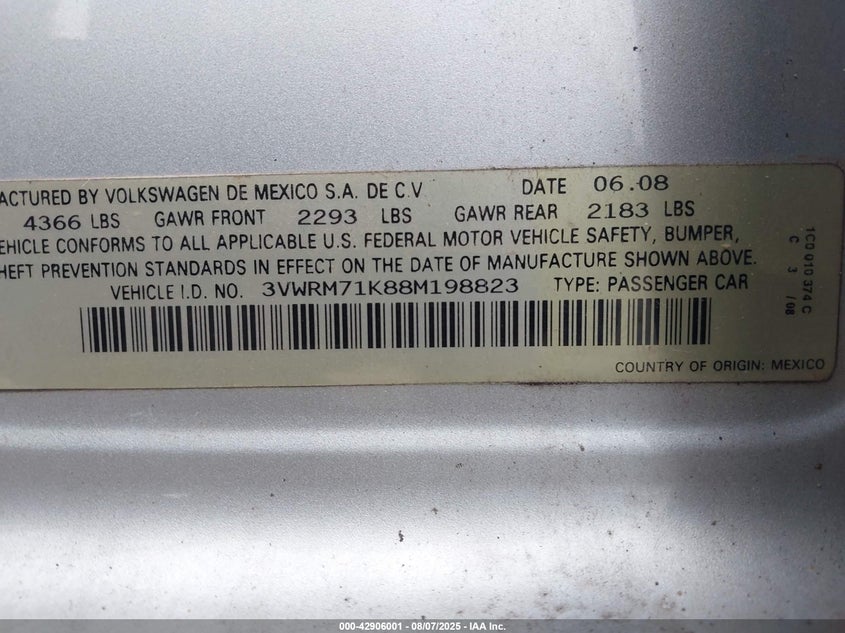 ACTURED BY VOLKSWAGEN DE MEXICO S.A. DE C.V DATE 06.08
4366 LBS GAWR FRONT 2293 LBS GAWR REAR 2183 LBS
EHICLE CONFORMS TO ALL APPLICABLE U.S. FEDERAL MOTOR VEHICLE SAFETY, BUMPER,
HEFT PREVENTION STANDARDS IN EFFECT ON THE DATE OF MANUFACTURE SHOWN ABOVE.
VEHICLE I.D. NO. 3VWRM71K88M198823 TYPE: PASSENGER CAR
COUNTRY OF ORIGIN: MEXICO
1C0 010 374 C
C 3 /08
000-42906001 - 08/07/2025 - IAA Inc.